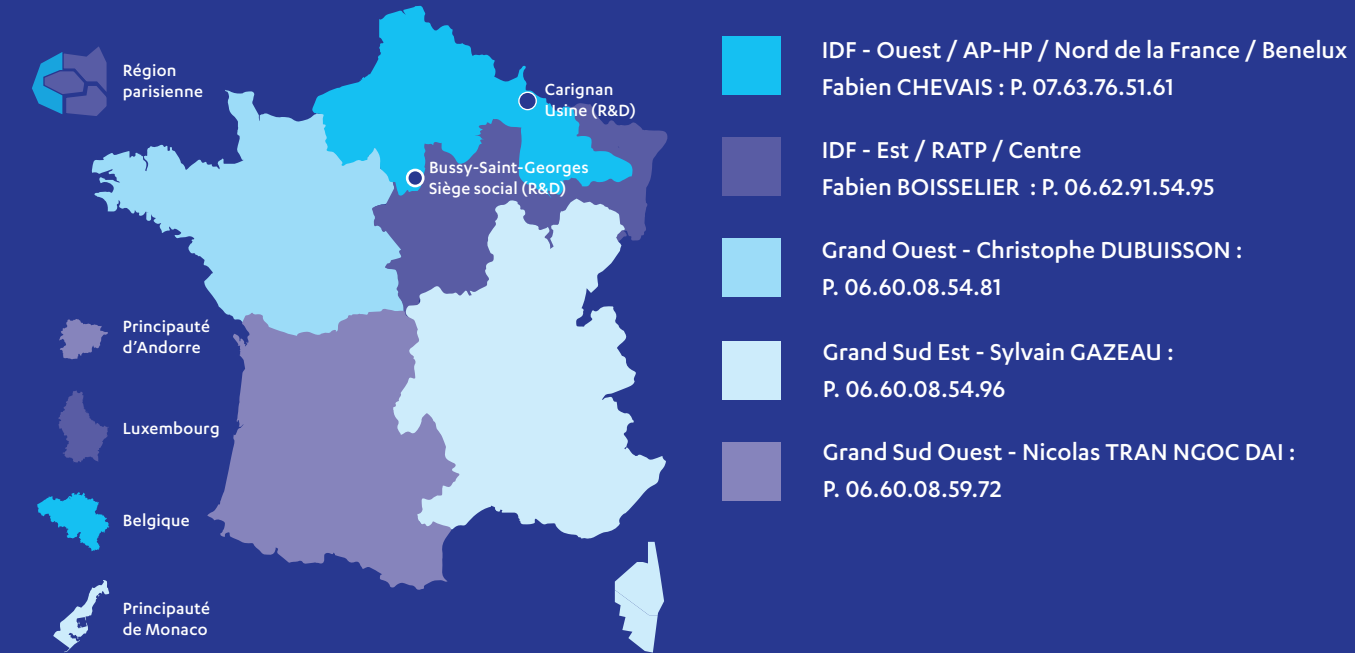 Région
parisienne
Carignan
Usine (R&D)
Bussy-Saint-Georges
Siège social (R&D)
Principauté
d'Andorre
Luxembourg
Belgique
Principauté
de Monaco
IDF - Ouest / AP-HP / Nord de la France / Benelux
Fabien CHEVAIS : P. 07.63.76.51.61
IDF - Est / RATP / Centre
Fabien BOISSELIER : P. 06.62.91.54.95
Grand Ouest - Christophe DUBUISSON :
P. 06.60.08.54.81
Grand Sud Est - Sylvain GAZEAU :
P. 06.60.08.54.96
Grand Sud Ouest - Nicolas TRAN NGOC DAI :
P. 06.60.08.59.72